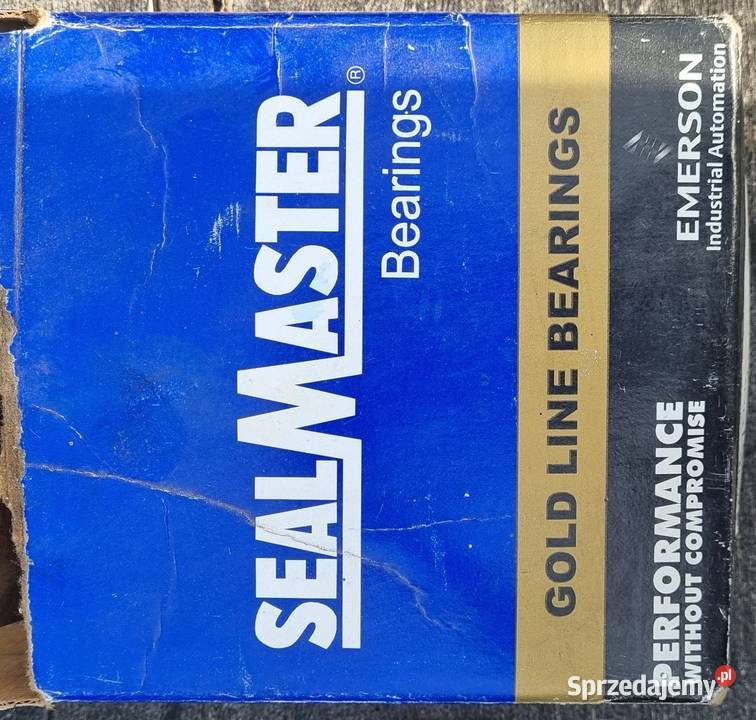 SEALMASTER®
Bearings
GOLD LINE BEARINGS
PERFORMANCE
WITHOUT COMPROMISE
EMERSON
Industrial Automation
Sprzedajemy.pl